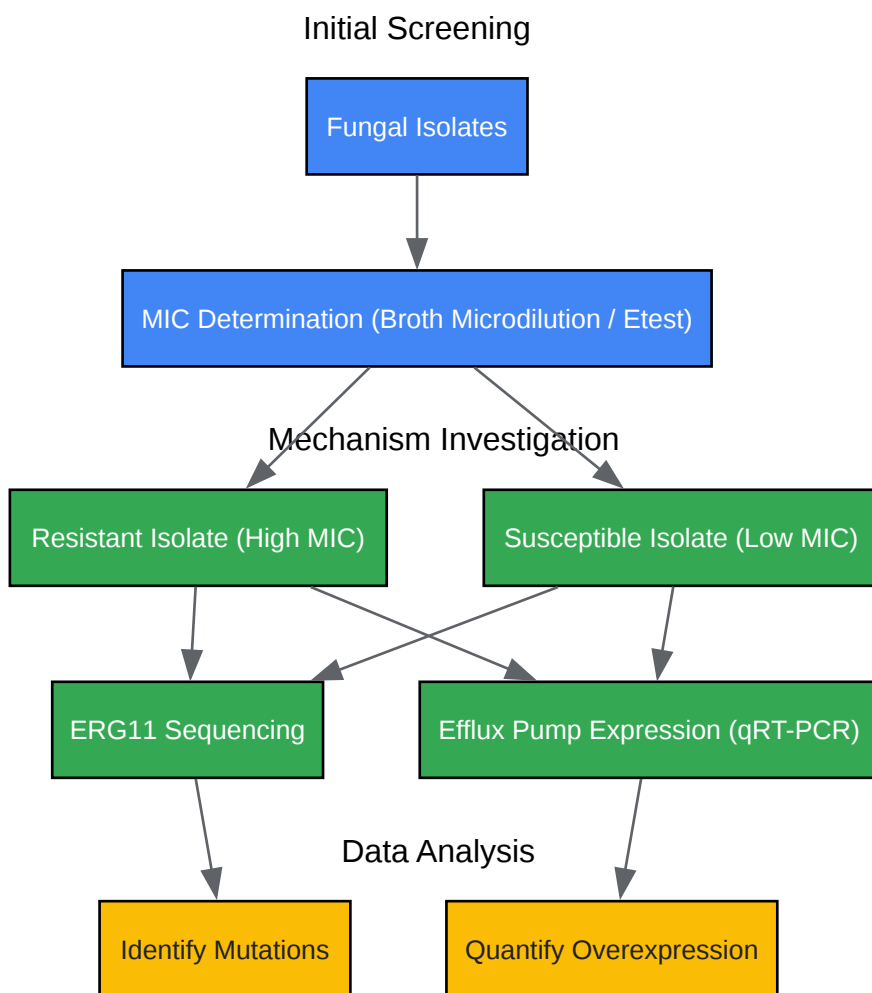 Initial Screening
Fungal Isolates
MIC Determination (Broth Microdilution / Etest)
Mechanism Investigation
Resistant Isolate (High MIC)
Susceptible Isolate (Low MIC)
ERG11 Sequencing
Efflux Pump Expression (qRT-PCR)
Data Analysis
Identify Mutations
Quantify Overexpression